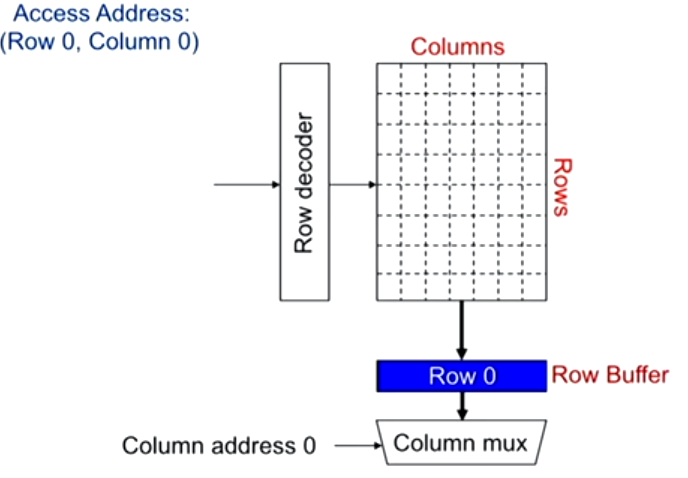 Access Address:
(Row 0, Column 0)
Columns
Row decoder
Rows
Row 0
Row Buffer
Column address 0
Column mux